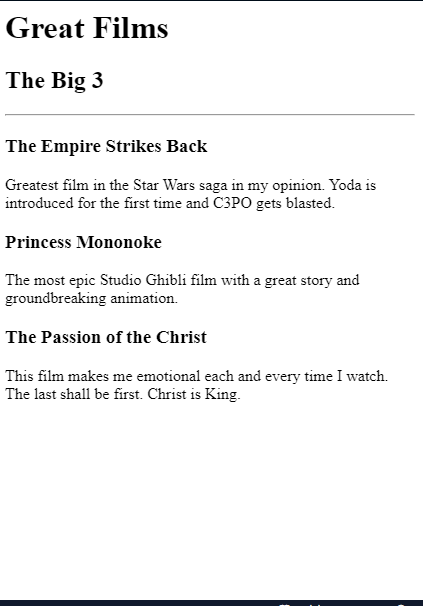 Great Films
The Big 3
The Empire Strikes Back
Greatest film in the Star Wars saga in my opinion. Yoda is
introduced for the first time and C3PO gets blasted.
Princess Mononoke
The most epic Studio Ghibli film with a great story and
groundbreaking animation.
The Passion of the Christ
This film makes me emotional each and every time I watch.
The last shall be first. Christ is King.